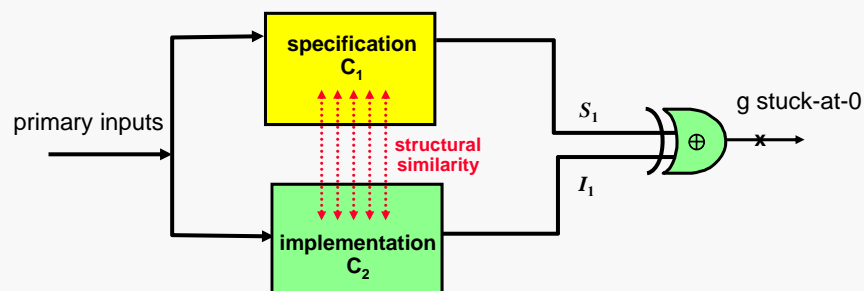 specification
C1
primary inputs
structural
similarity
S1
g stuck-at-0
⊕
x
I1
implementation
C2